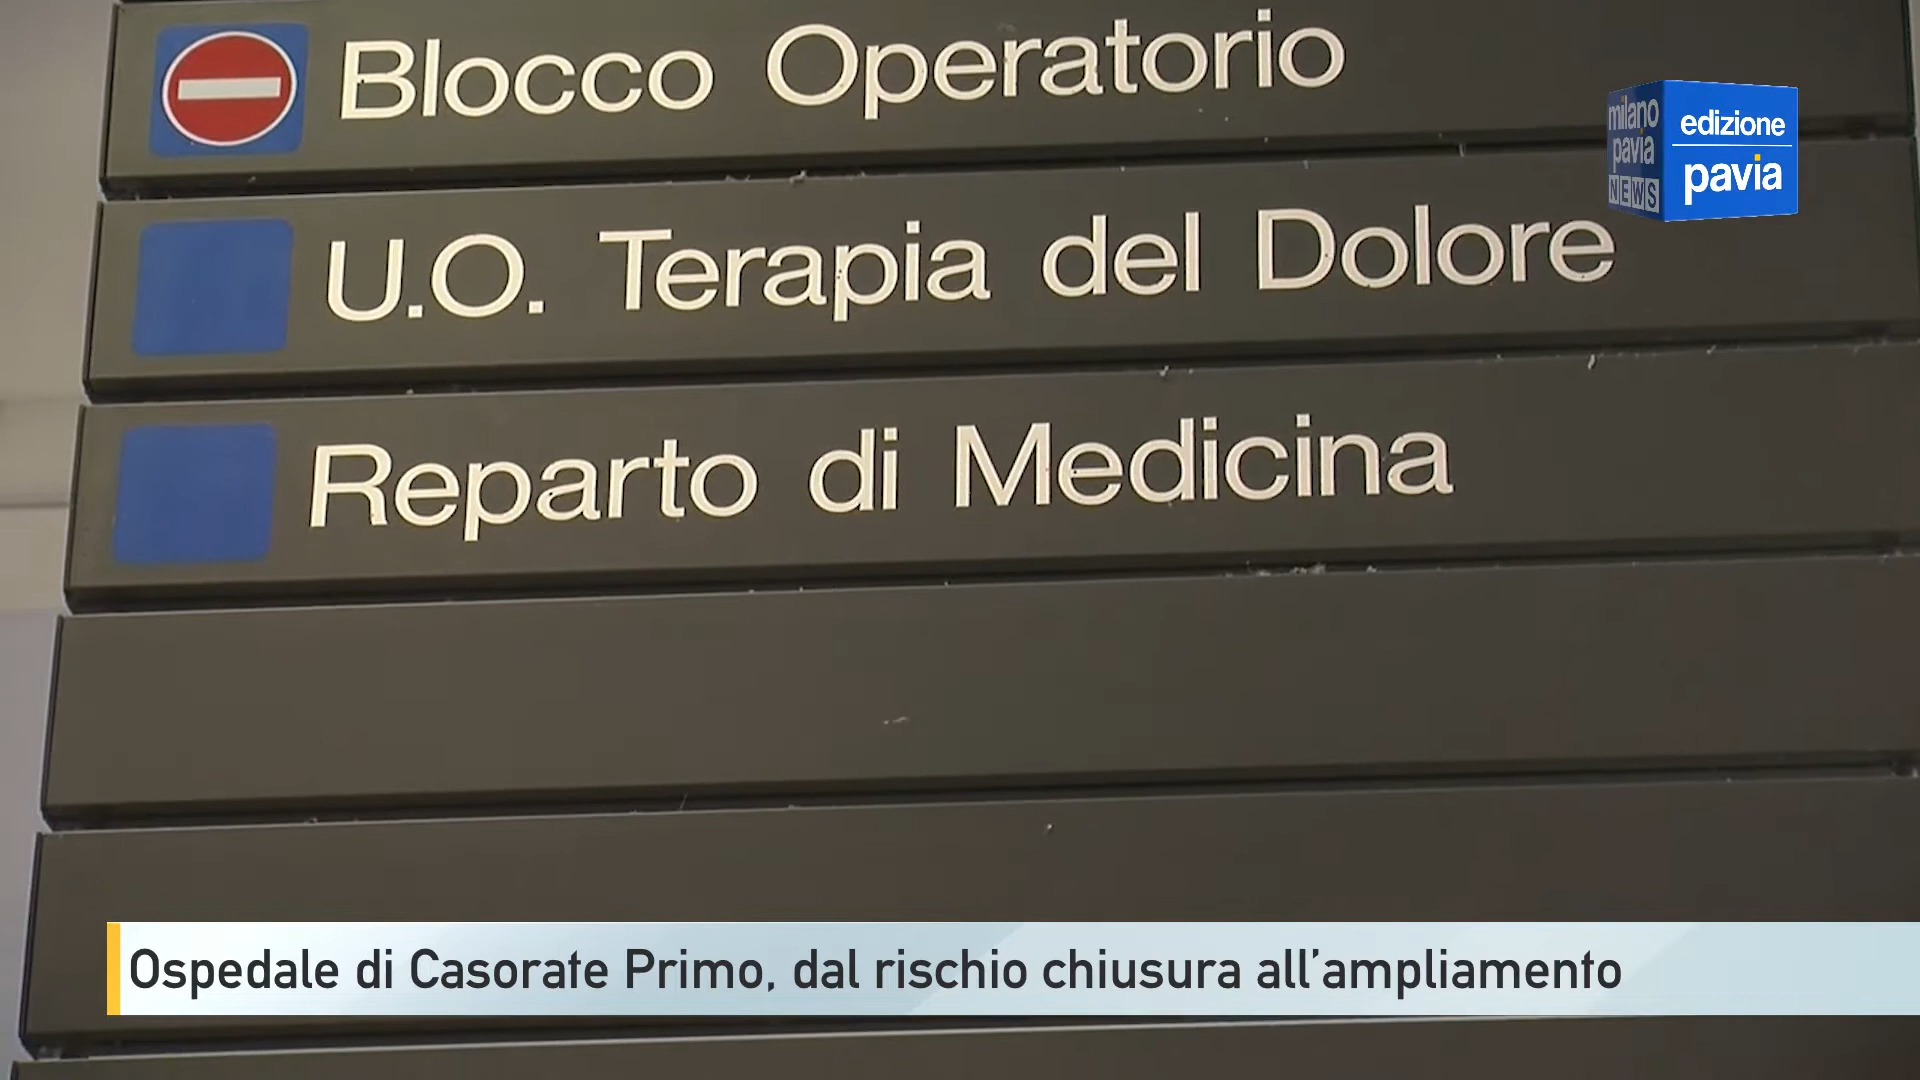 Blocco Operatorio
milano
pavia
NEWS
edizione
pavia
U.O. Terapia del Dolore
Reparto di Medicina
Ospedale di Casorate Primo, dal rischio chiusura all'ampliamento